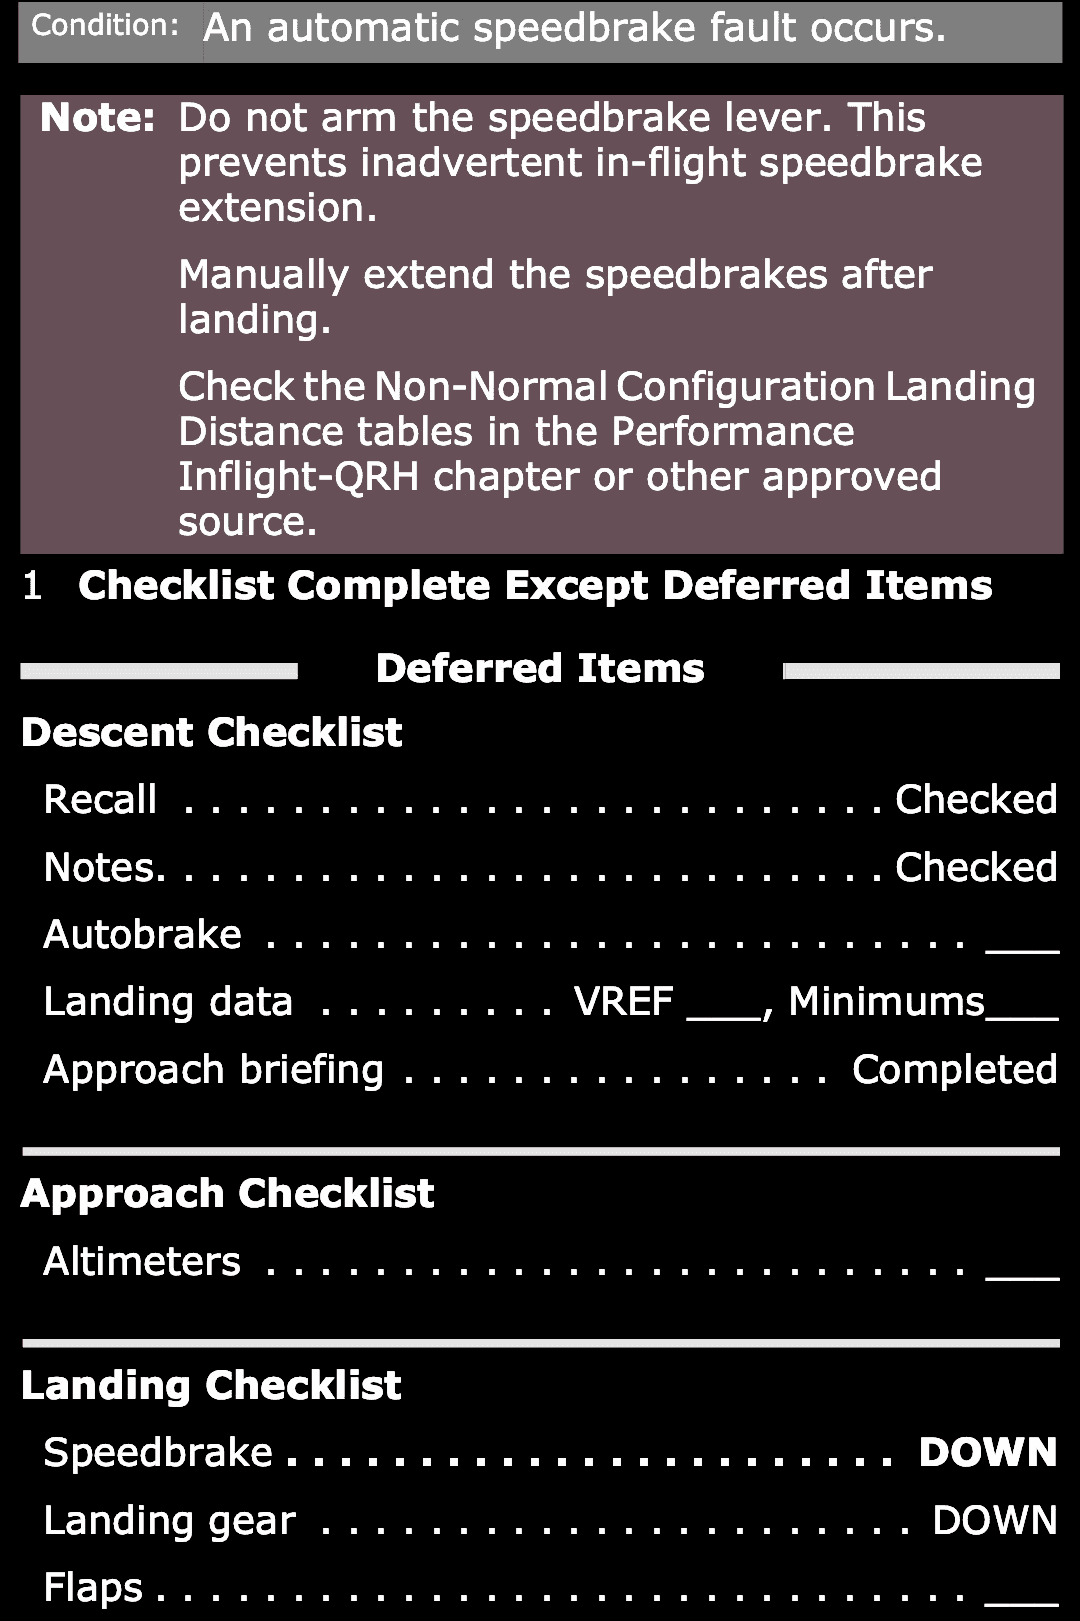 Condition: An automatic speedbrake fault occurs.
Note: Do not arm the speedbrake lever. This
prevents inadvertent in-flight speedbrake
extension.
Manually extend the speedbrakes after
landing.
Check the Non-Normal Configuration Landing
Distance tables in the Performance
Inflight-QRH chapter or other approved
source.
1 Checklist Complete Except Deferred Items
Deferred Items
Descent Checklist
Recall . . . . . . . . . . . . . . . . . . . . . . . . . . Checked
Notes. . . . . . . . . . . . . . . . . . . . . . . . . . . Checked
Autobrake . . . . . . . . . . . . . . . . . . . . . . . . . . ___
Landing data . . . . . . . . . VREF ___, Minimums___
Approach briefing . . . . . . . . . . . . . . . . Completed
Approach Checklist
Altimeters . . . . . . . . . . . . . . . . . . . . . . . . . . ___
Landing Checklist
Speedbrake . . . . . . . . . . . . . . . . . . . . . . . DOWN
Landing gear . . . . . . . . . . . . . . . . . . . . . . DOWN
Flaps . . . . . . . . . . . . . . . . . . . . . . . . . . . . . . ___